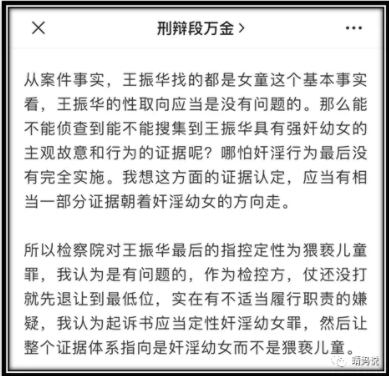 刑辩段万金>
从案件事实，王振华找的都是女童这个基本事实
看，王振华的性取向应当是没有问题的。那么能
不能侦查到能不能搜集到王振华具有强奸幼女的
主观故意和行为的证据呢？哪怕奸淫行为最后没
有完全实施。我想这方面的证据认定，应当有相
当一部分证据朝着奸淫幼女的方向走。
所以检察院对王振华最后的指控定性为猥亵儿童
罪，我认为是有问题的，作为检控方，仗还没打
就先退让到最低位，实在有不适当履行职责的嫌
疑，我认为起诉书应当定性奸淫幼女罪，然后让
整个证据体系指向是奸淫幼女而不是猥亵儿童。
晴妈说